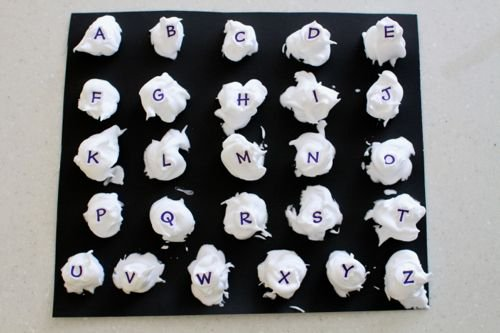 A B C D E
F G H I J
K L M N O
P Q R S T
U V W X Y Z